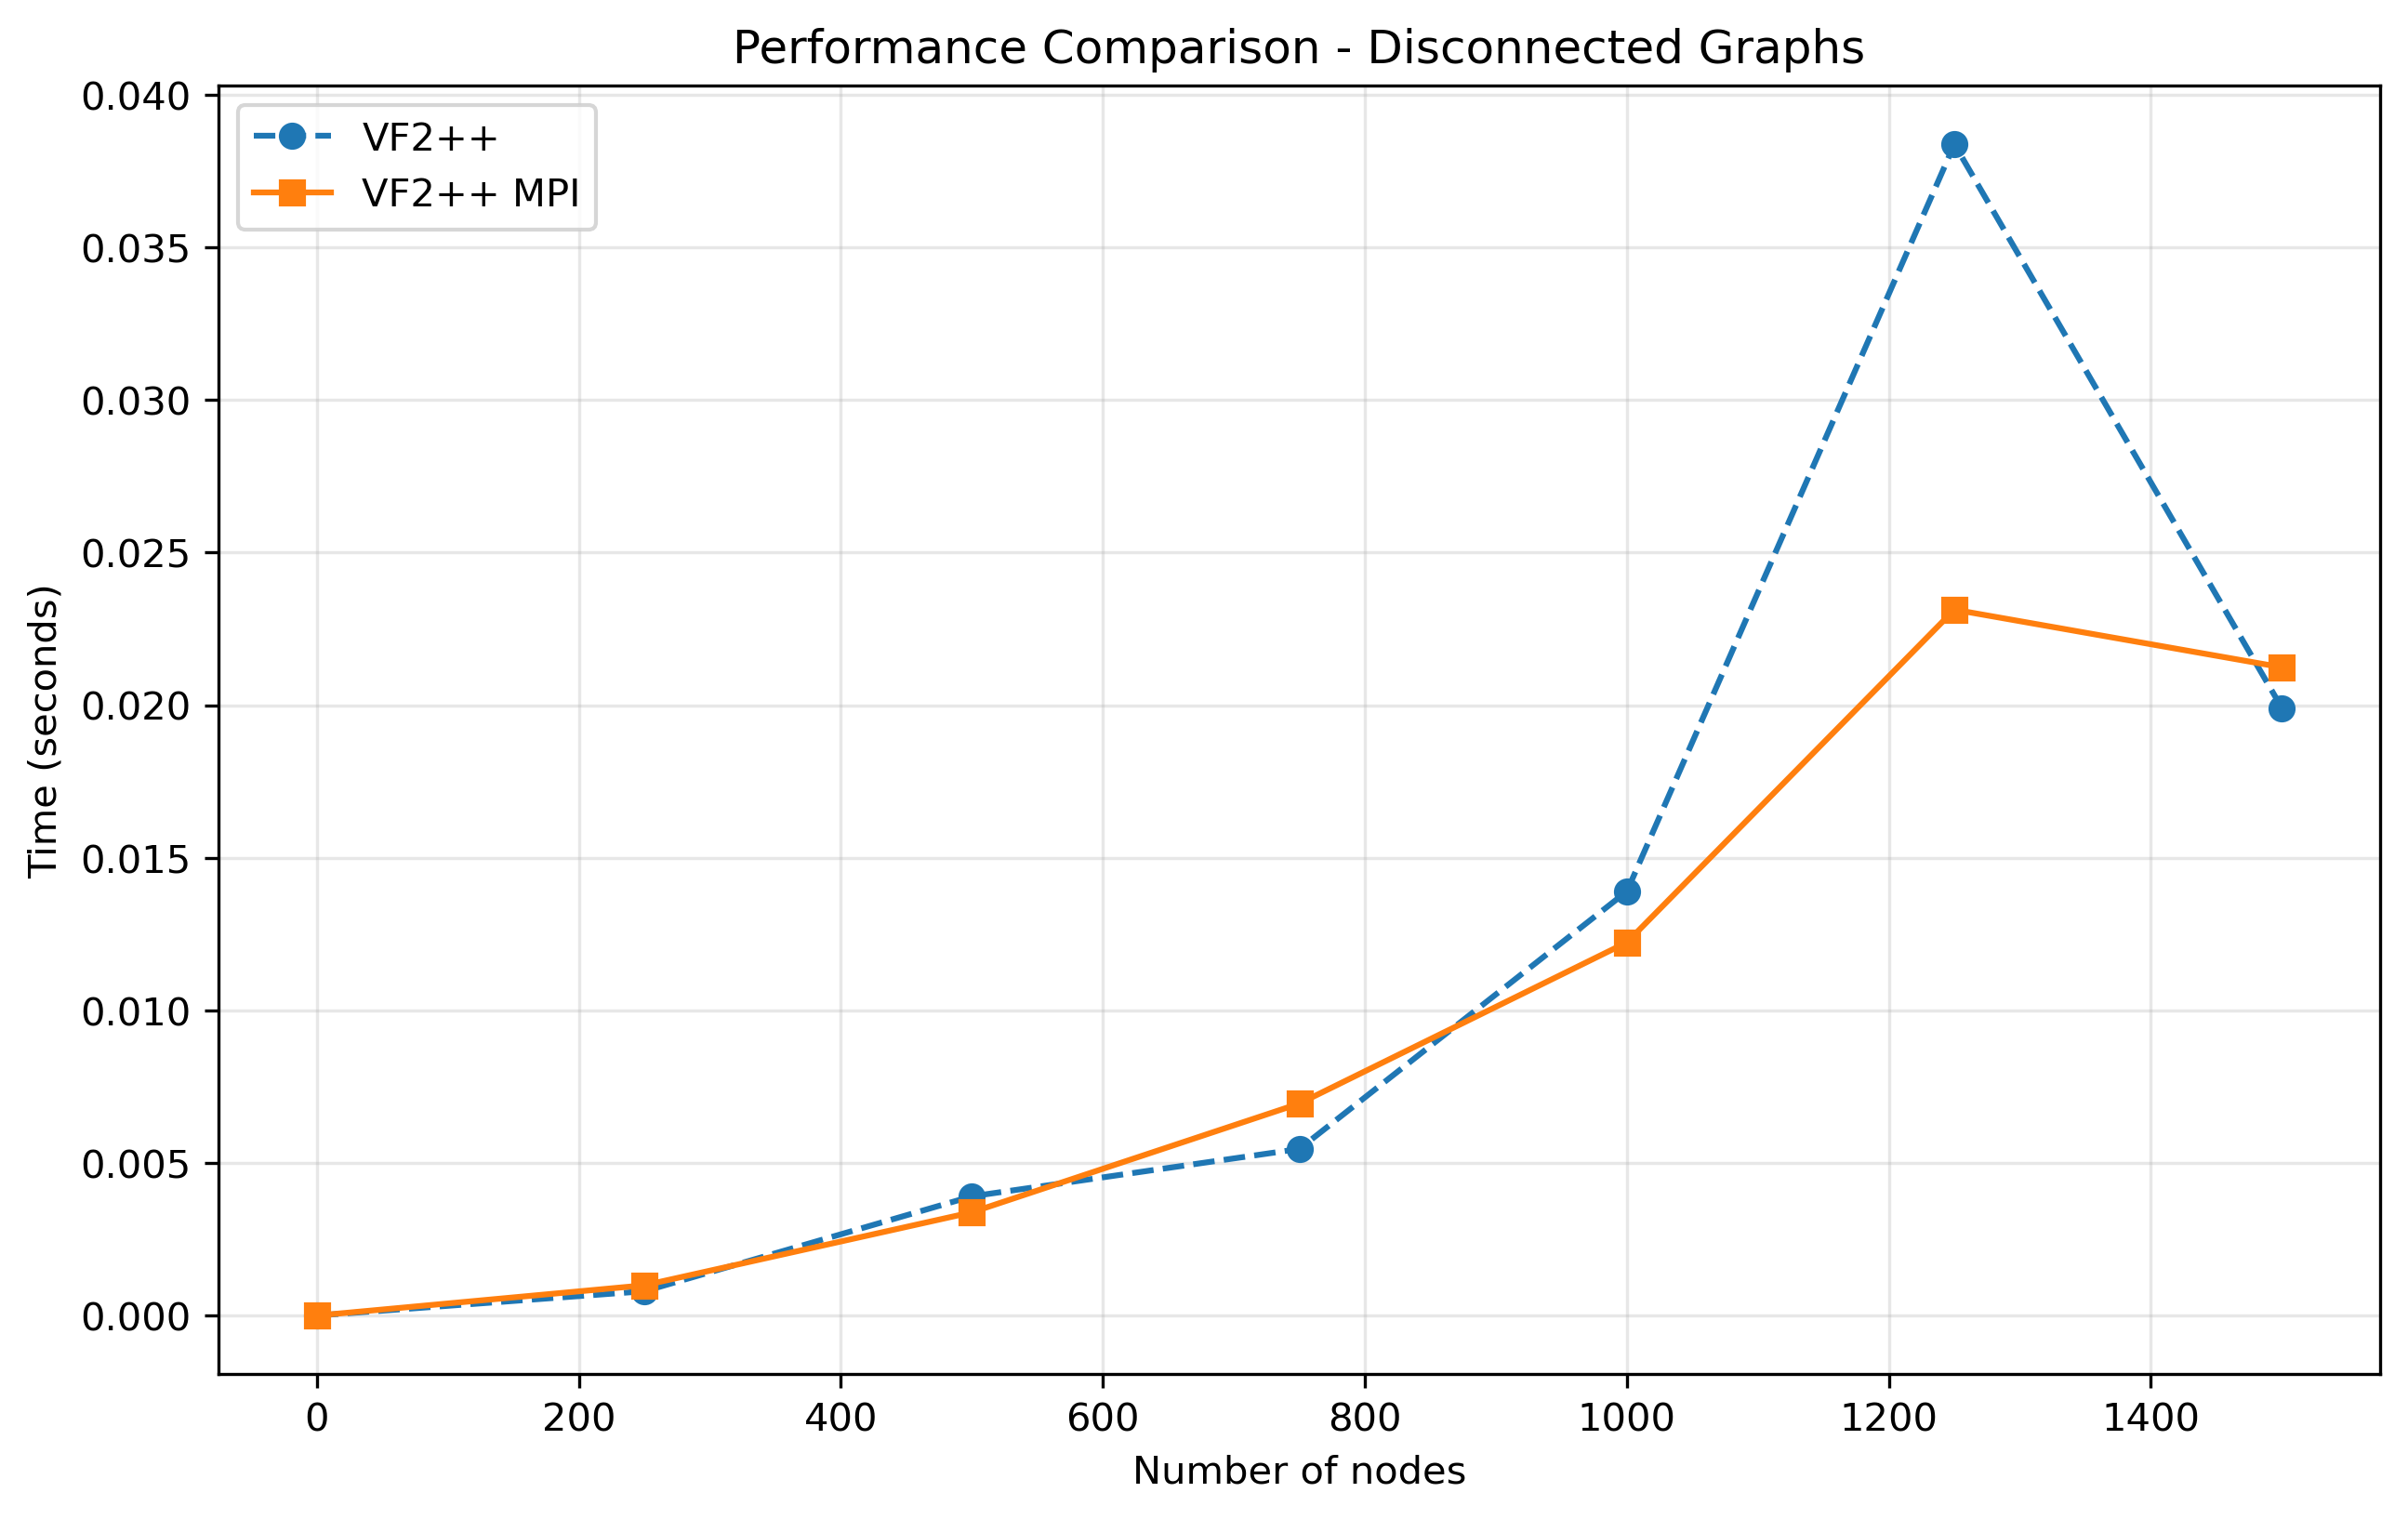 Performance Comparison - Disconnected Graphs
VF2++
VF2++ MPI
0.040
0.035
0.030
0.025
0.020
0.015
0.010
0.005
0.000
Time (seconds)
0 200 400 600 800 1000 1200 1400
Number of nodes